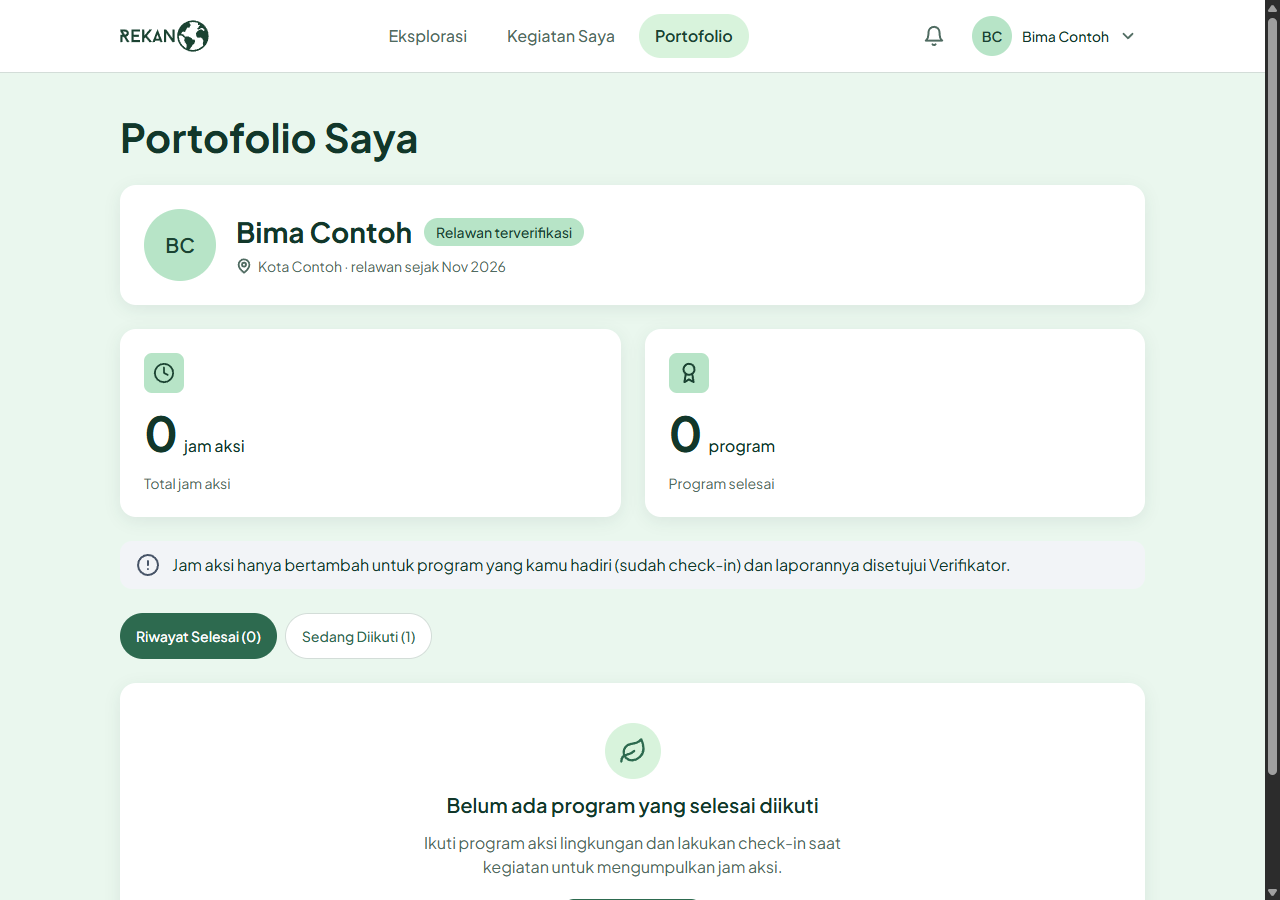 REKAN
Eksplorasi
Kegiatan Saya
Portofolio
BC
Bima Contoh
Portofolio Saya
BC
Bima Contoh
Relawan terverifikasi
Kota Contoh · relawan sejak Nov 2026
0 jam aksi
Total jam aksi
0 program
Program selesai
Jam aksi hanya bertambah untuk program yang kamu hadiri (sudah check-in) dan laporannya disetujui Verifikator.
Riwayat Selesai (0)
Sedang Diikuti (1)
Belum ada program yang selesai diikuti
Ikuti program aksi lingkungan dan lakukan check-in saat
kegiatan untuk mengumpulkan jam aksi.